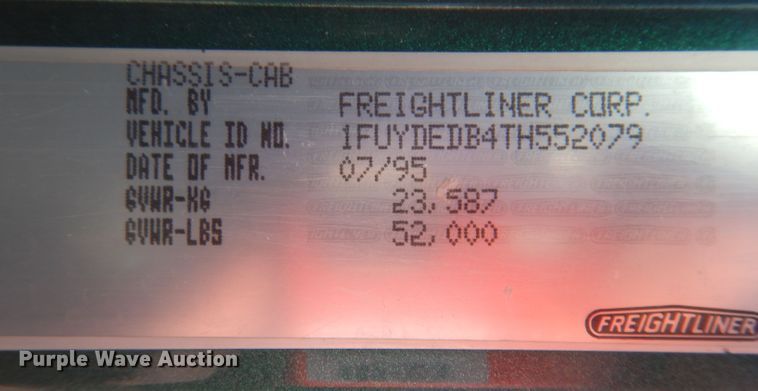 CHASSIS-CAB
MFD. BY FREIGHTLINER CORP.
VEHICLE ID NO. 1FUYDEDB4TH552079
DATE OF MFR. 07/95
GVWR-KG 23,587
GVWR-LBS 52,000
FREIGHTLINER
Purple Wave Auction